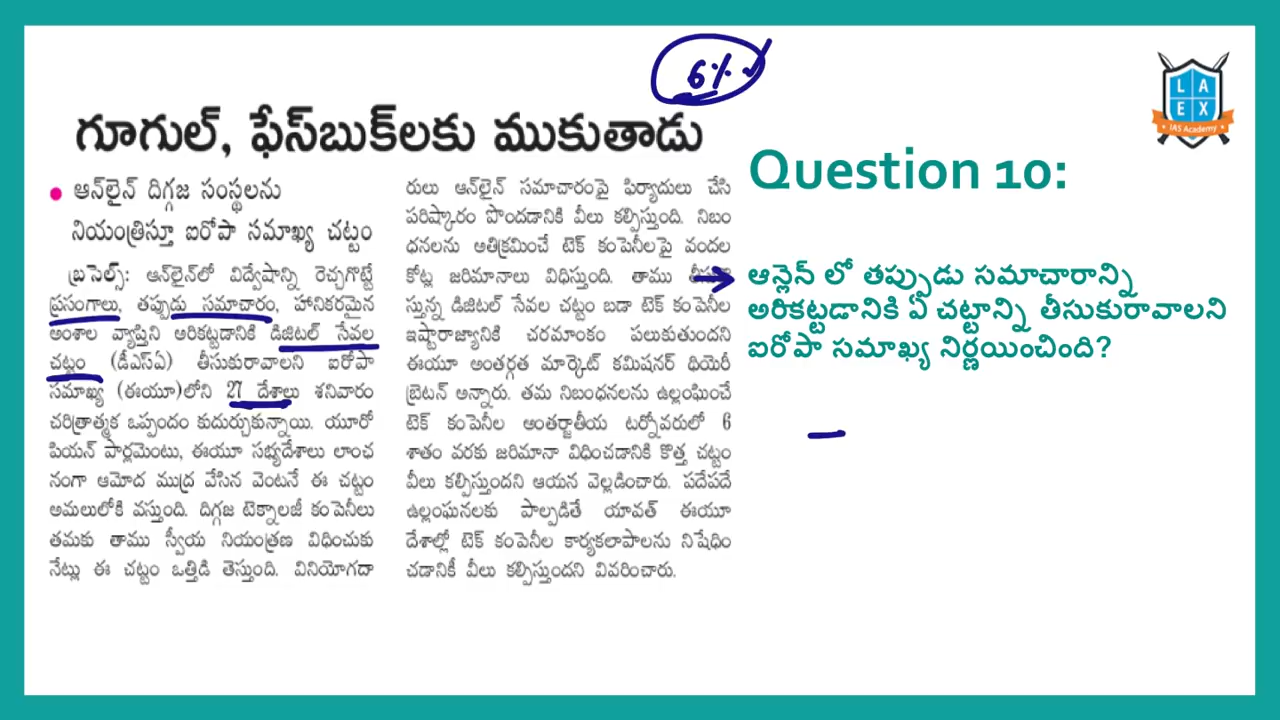 6%
గూగుల్, ఫేస్‌బుక్‌లకు ముకుతాడు
ఆన్‌లైన్ దిగ్గజ సంస్థలను
నియంత్రిస్తూ ఐరోపా సమాఖ్య చట్టం
బ్రసెల్స్: ఆన్‌లైన్‌లో విద్వేషాన్ని రెచ్చగొట్టే
ప్రసంగాలు, తప్పుడు సమాచారం, హానికరమైన
అంశాల వ్యాప్తిని అరికట్టడానికి డిజిటల్ సేవల
చట్టం (డీఎస్ఏ) తీసుకురావాలని ఐరోపా
సమాఖ్య (ఈయూ)లోని 27 దేశాలు శనివారం
చరిత్రాత్మక ఒప్పందం కుదుర్చుకున్నాయి. యూరో
పియన్ పార్లమెంటు, ఈయూ సభ్యదేశాలు లాంఛ
నంగా ఆమోద ముద్ర వేసిన వెంటనే ఈ చట్టం
అమలులోకి వస్తుంది. దిగ్గజ టెక్నాలజీ కంపెనీలు
తమకు తాము స్వీయ నియంత్రణ విధించుకు
నేట్లు ఈ చట్టం ఒత్తిడి తెస్తుంది. వినియోగదా
రులు ఆన్‌లైన్ సమాచారంపై ఫిర్యాదులు చేసి
పరిష్కారం పొందడానికి వీలు కల్పిస్తుంది. నిబం
ధనలను అతిక్రమించే టెక్ కంపెనీలపై వందల
కోట్ల జరిమానాలు విధిస్తుంది. తాము
స్తున్న డిజిటల్ సేవల చట్టం బడా టెక్ కంపెనీల
ఇష్టారాజ్యానికి చరమాంకం పలుకుతుందని
ఈయూ అంతర్గత మార్కెట్ కమిషనర్ థియెరీ
బ్రెటన్ అన్నారు. తమ నిబంధనలను ఉల్లంఘించే
టెక్ కంపెనీల అంతర్జాతీయ టర్నోవరులో 6
శాతం వరకు జరిమానా విధించడానికి కొత్త చట్టం
వీలు కల్పిస్తుందని ఆయన వెల్లడించారు. పదేపదే
ఉల్లంఘనలకు పాల్పడితే యావత్ ఈయూ
దేశాల్లో టెక్ కంపెనీల కార్యకలాపాలను నిషేధిం
చడానికీ వీలు కల్పిస్తుందని వివరించారు.
L A
E X
IAS Academy
Question 10:
ఆన్లైన్ లో తప్పుడు సమాచారాన్ని
అరికట్టడానికి ఏ చట్టాన్ని తీసుకురావాలని
ఐరోపా సమాఖ్య నిర్ణయించింది?